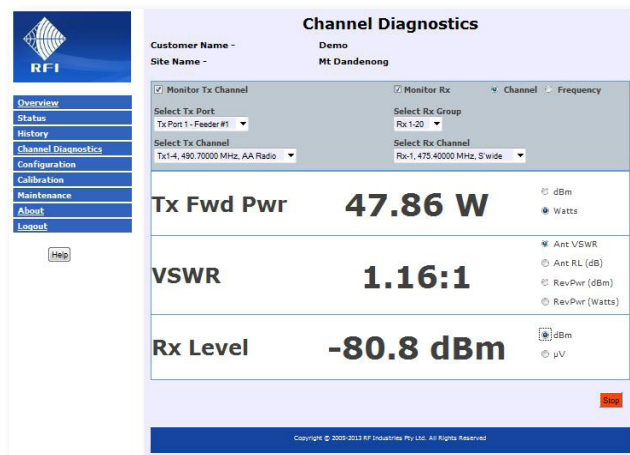 RFI
Overview
Status
History
Channel Diagnostics
Configuration
Calibration
Maintenance
About
Logout
Help
Channel Diagnostics
Customer Name - Demo
Site Name - Mt Dandenong
Monitor Tx Channel Monitor Rx Channel Frequency
Select Tx Port Select Rx Group
Tx Port 1 - Feeder #1 Rx 1-20
Select Tx Channel Select Rx Channel
Tx1-4, 490.70000 MHz, AA Radio Rx-1, 475.40000 MHz, S'wide
Tx Fwd Pwr 47.86 W
dBm
Watts
VSWR 1.16:1
Ant VSWR
Ant RL (dB)
RevPwr (dBm)
RevPwr (Watts)
Rx Level -80.8 dBm
dBm
µV
Stop
Copyright © 2005-2013 RF Industries Pty Ltd. All Rights Reserved